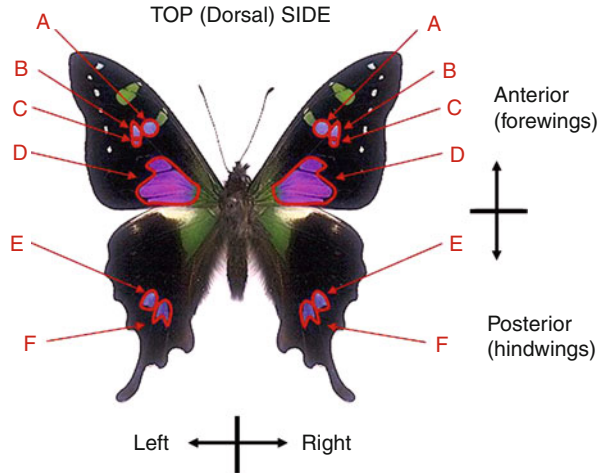 TOP (Dorsal) SIDE
A
A
B
B
C
C
D
D
Anterior
(forewings)
E
E
F
F
Posterior
(hindwings)
Left
Right